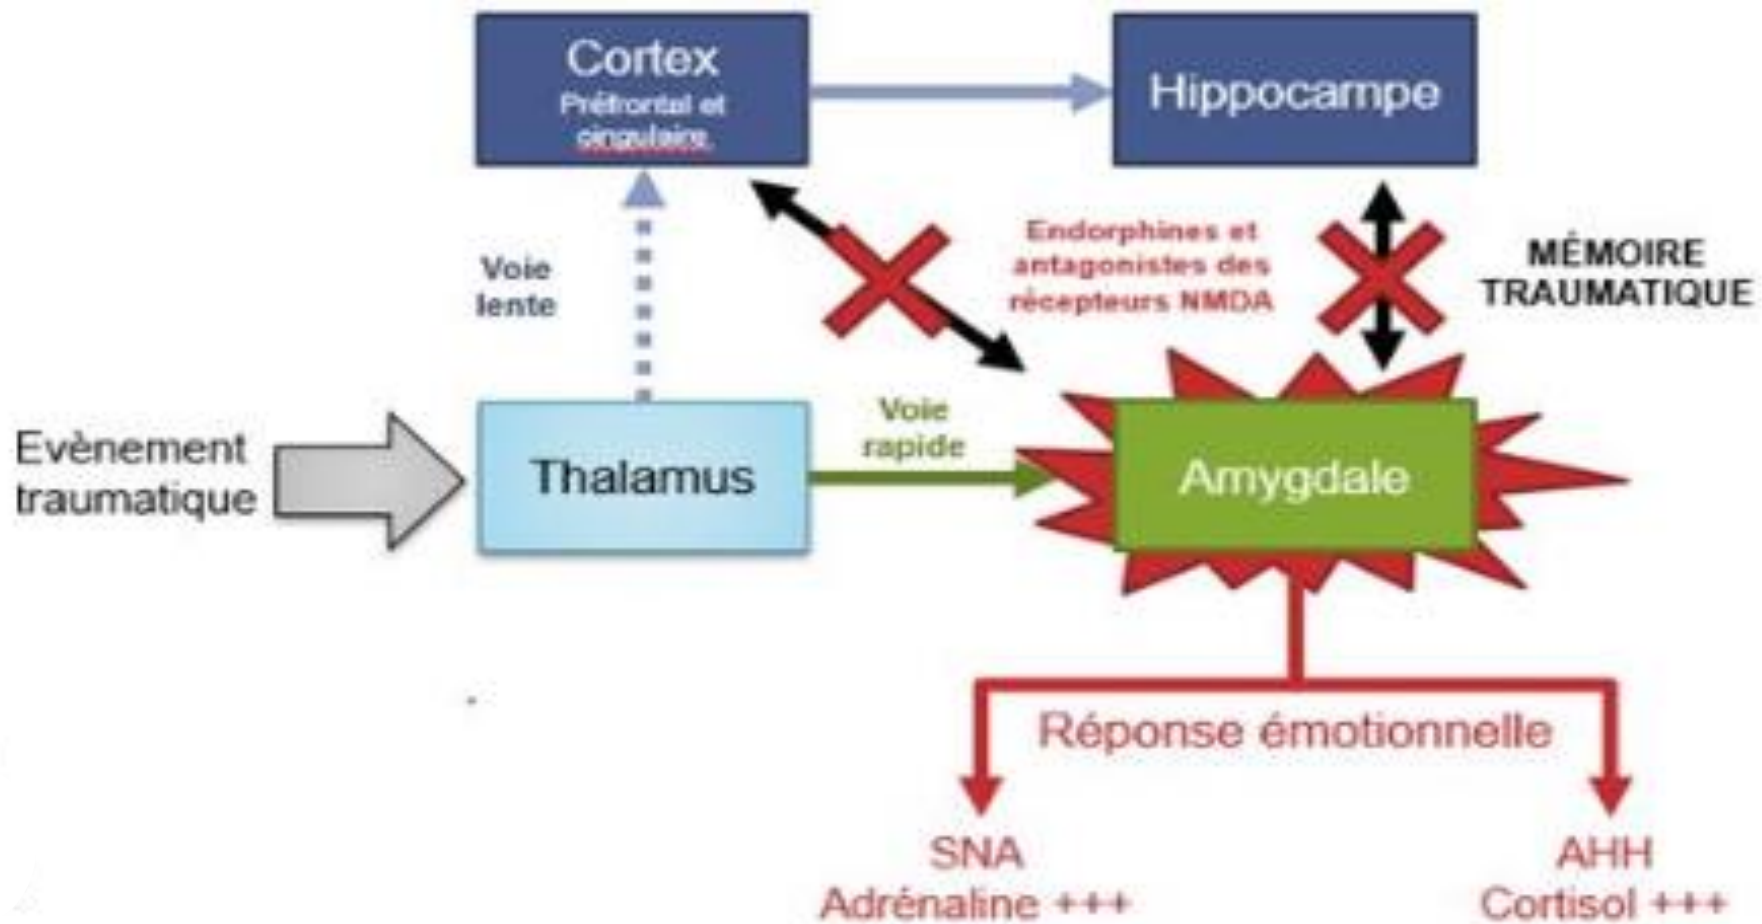 Cortex
Préfrontal et
cingulaire.
Hippocampe
Voie
lente
Endorphines et
antagonistes des
récepteurs NMDA
MÉMOIRE
TRAUMATIQUE
Evènement
traumatique
Thalamus
Voie
rapide
Amygdale
Réponse émotionnelle
SNA
Adrénaline +++
AHH
Cortisol +++